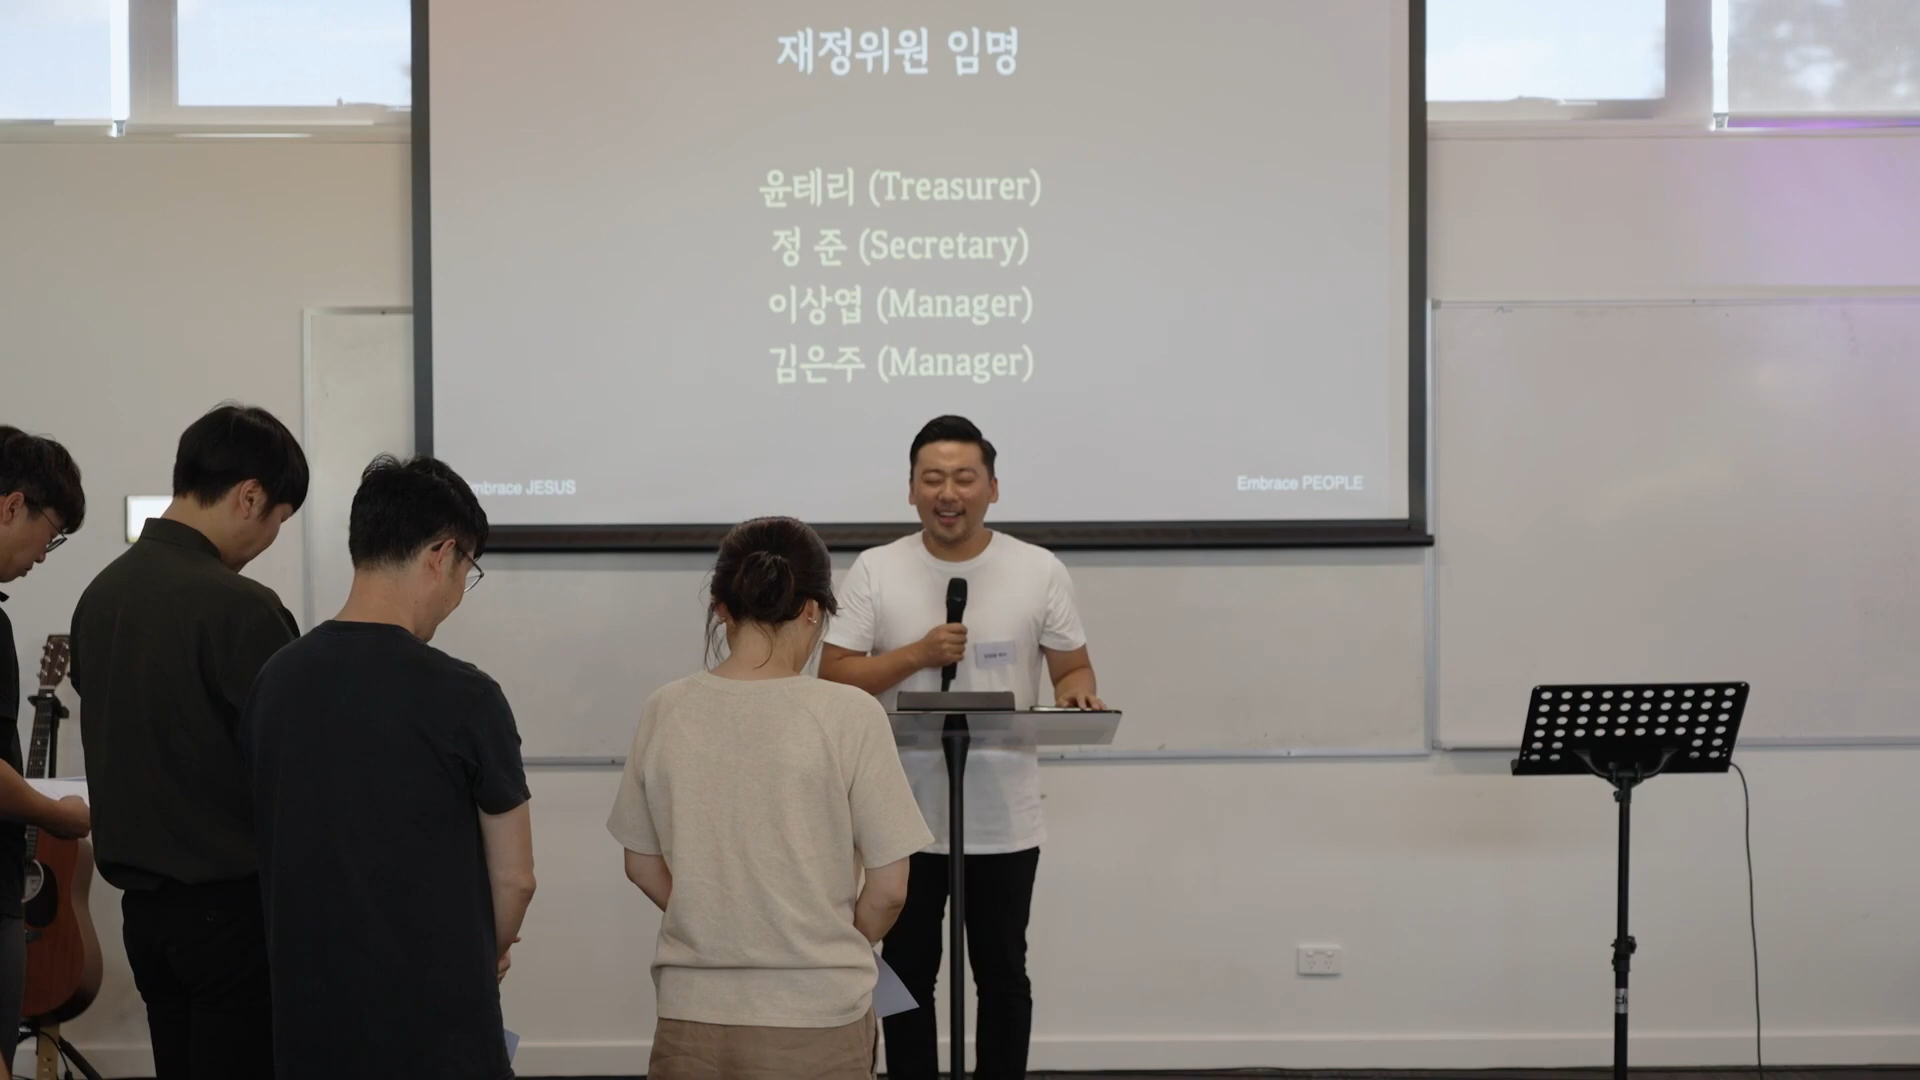 재정위원 임명
윤테리 (Treasurer)
정 준 (Secretary)
이상엽 (Manager)
김은주 (Manager)
mbrace JESUS
Embrace PEOPLE